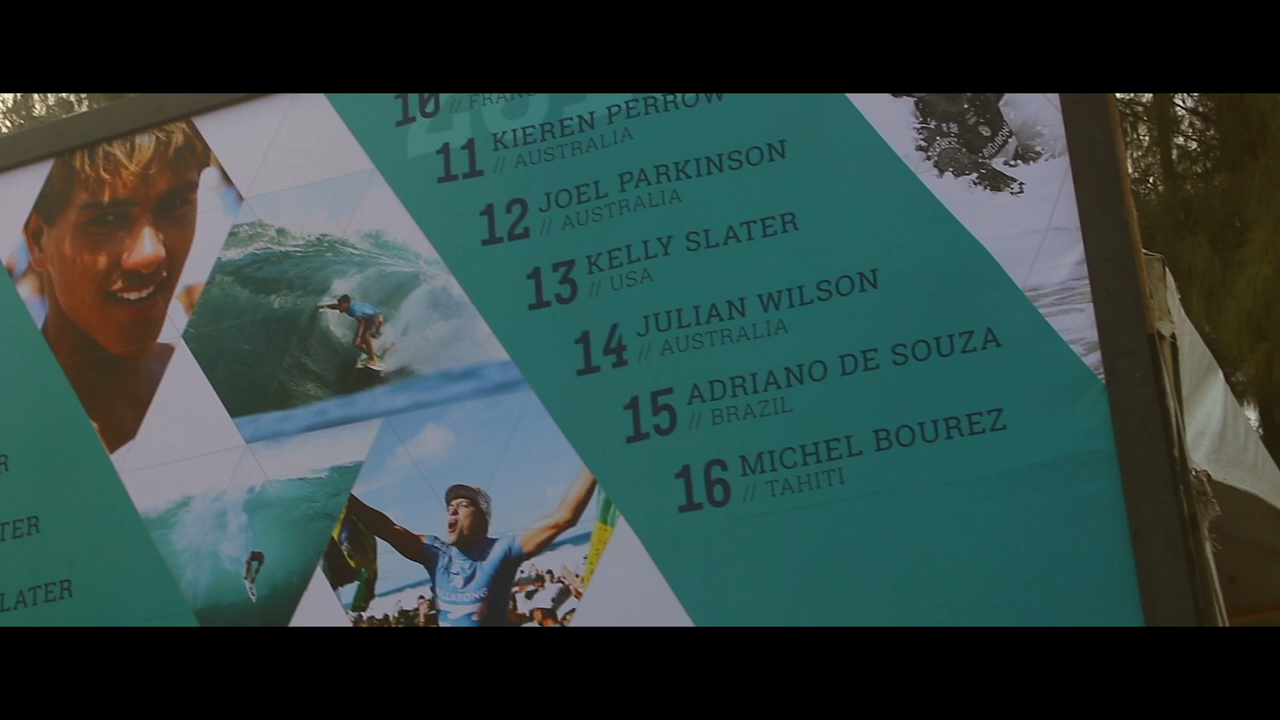 10
11 KIEREN PERROW
// AUSTRALIA
12 JOEL PARKINSON
// AUSTRALIA
13 KELLY SLATER
// USA
14 JULIAN WILSON
// AUSTRALIA
15 ADRIANO DE SOUZA
// BRAZIL
16 MICHEL BOUREZ
// TAHITI
TER
LATER